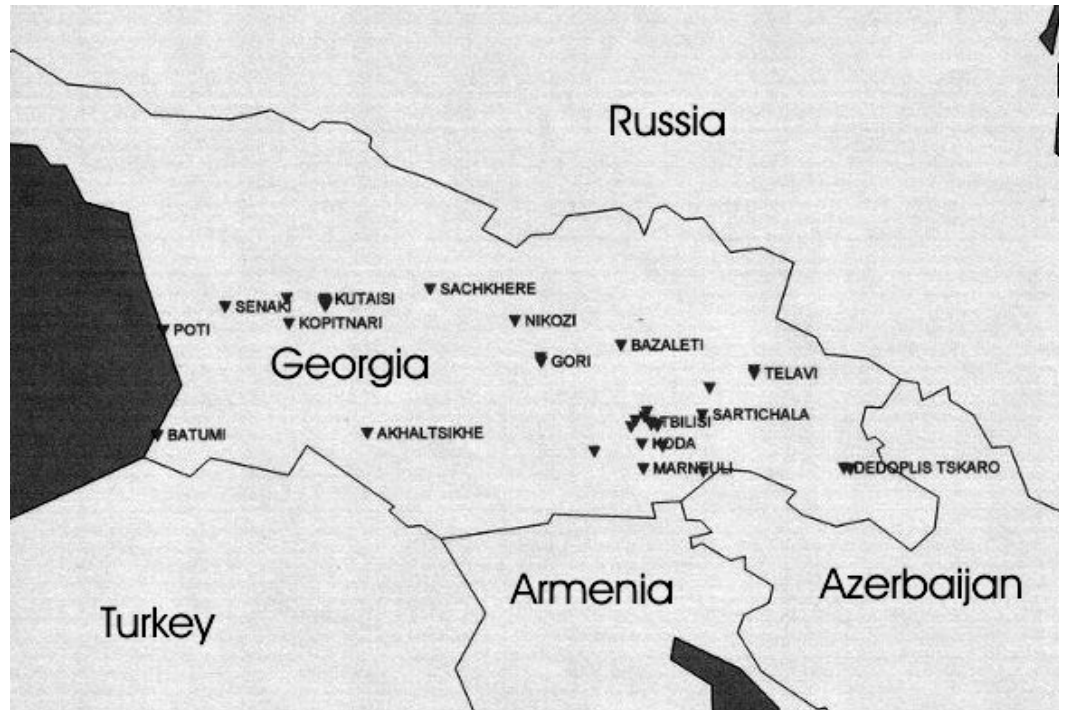 Russia
SACHKHERE
KUTAISI
SENAKI
KOPITNARI
NIKOZI
POTI
BAZALETI
GORI
Georgia
TELAVI
SARTICHALA
TBILISI
BATUMI
AKHALTSIKHE
KODA
MARNEULI
DEDOPLIS TSKARO
Armenia
Azerbaijan
Turkey